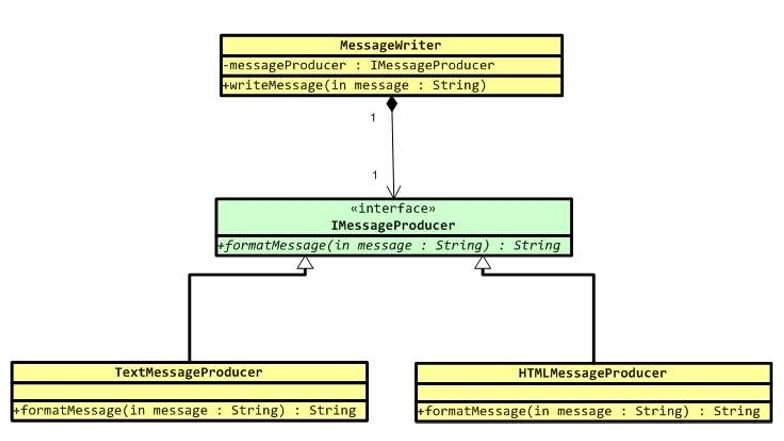 MessageWriter
-messageProducer : IMessageProducer
+writeMessage(in message : String)
1
1
«interface»
IMessageProducer
+formatMessage(in message : String) : String
TextMessageProducer
+formatMessage(in message : String) : String
HTMLMessageProducer
+formatMessage(in message : String) : String